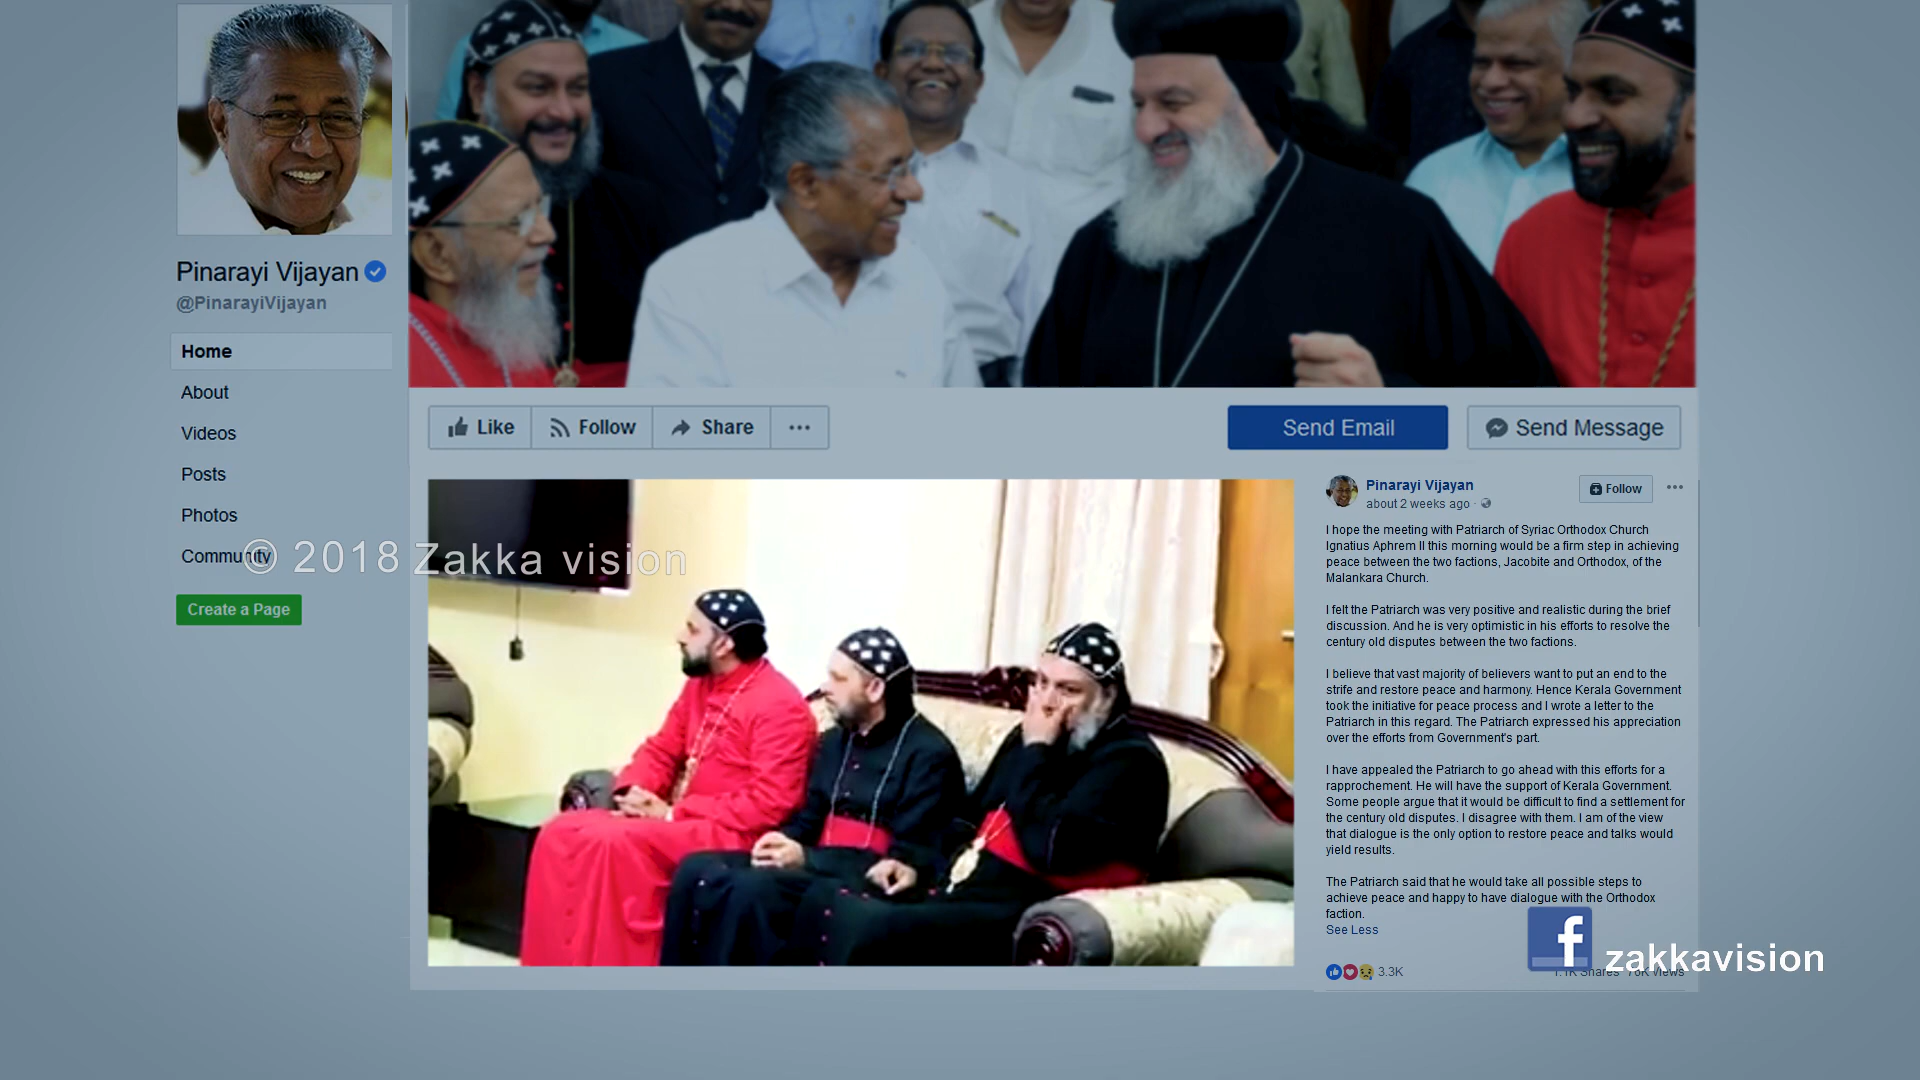 Pinarayi Vijayan
@PinarayiVijayan
Home
About
Videos
Posts
Photos
Community
Create a Page
Like
Follow
Share
Send Email
Send Message
© 2018 Zakka vision
Pinarayi Vijayan
about 2 weeks ago ·
Follow
I hope the meeting with Patriarch of Syriac Orthodox Church
Ignatius Aphrem II this morning would be a firm step in achieving
peace between the two factions, Jacobite and Orthodox, of the
Malankara Church.
I felt the Patriarch was very positive and realistic during the brief
discussion. And he is very optimistic in his efforts to resolve the
century old disputes between the two factions.
I believe that vast majority of believers want to put an end to the
strife and restore peace and harmony. Hence Kerala Government
took the initiative for peace process and I wrote a letter to the
Patriarch in this regard. The Patriarch expressed his appreciation
over the efforts from Government's part.
I have appealed the Patriarch to go ahead with this efforts for a
rapprochement. He will have the support of Kerala Government.
Some people argue that it would be difficult to find a settlement for
the century old disputes. I disagree with them. I am of the view
that dialogue is the only option to restore peace and talks would
yield results.
The Patriarch said that he would take all possible steps to
achieve peace and happy to have dialogue with the Orthodox
faction.
See Less
3.3K
1.1K Shares 76K Views
f zakkavision